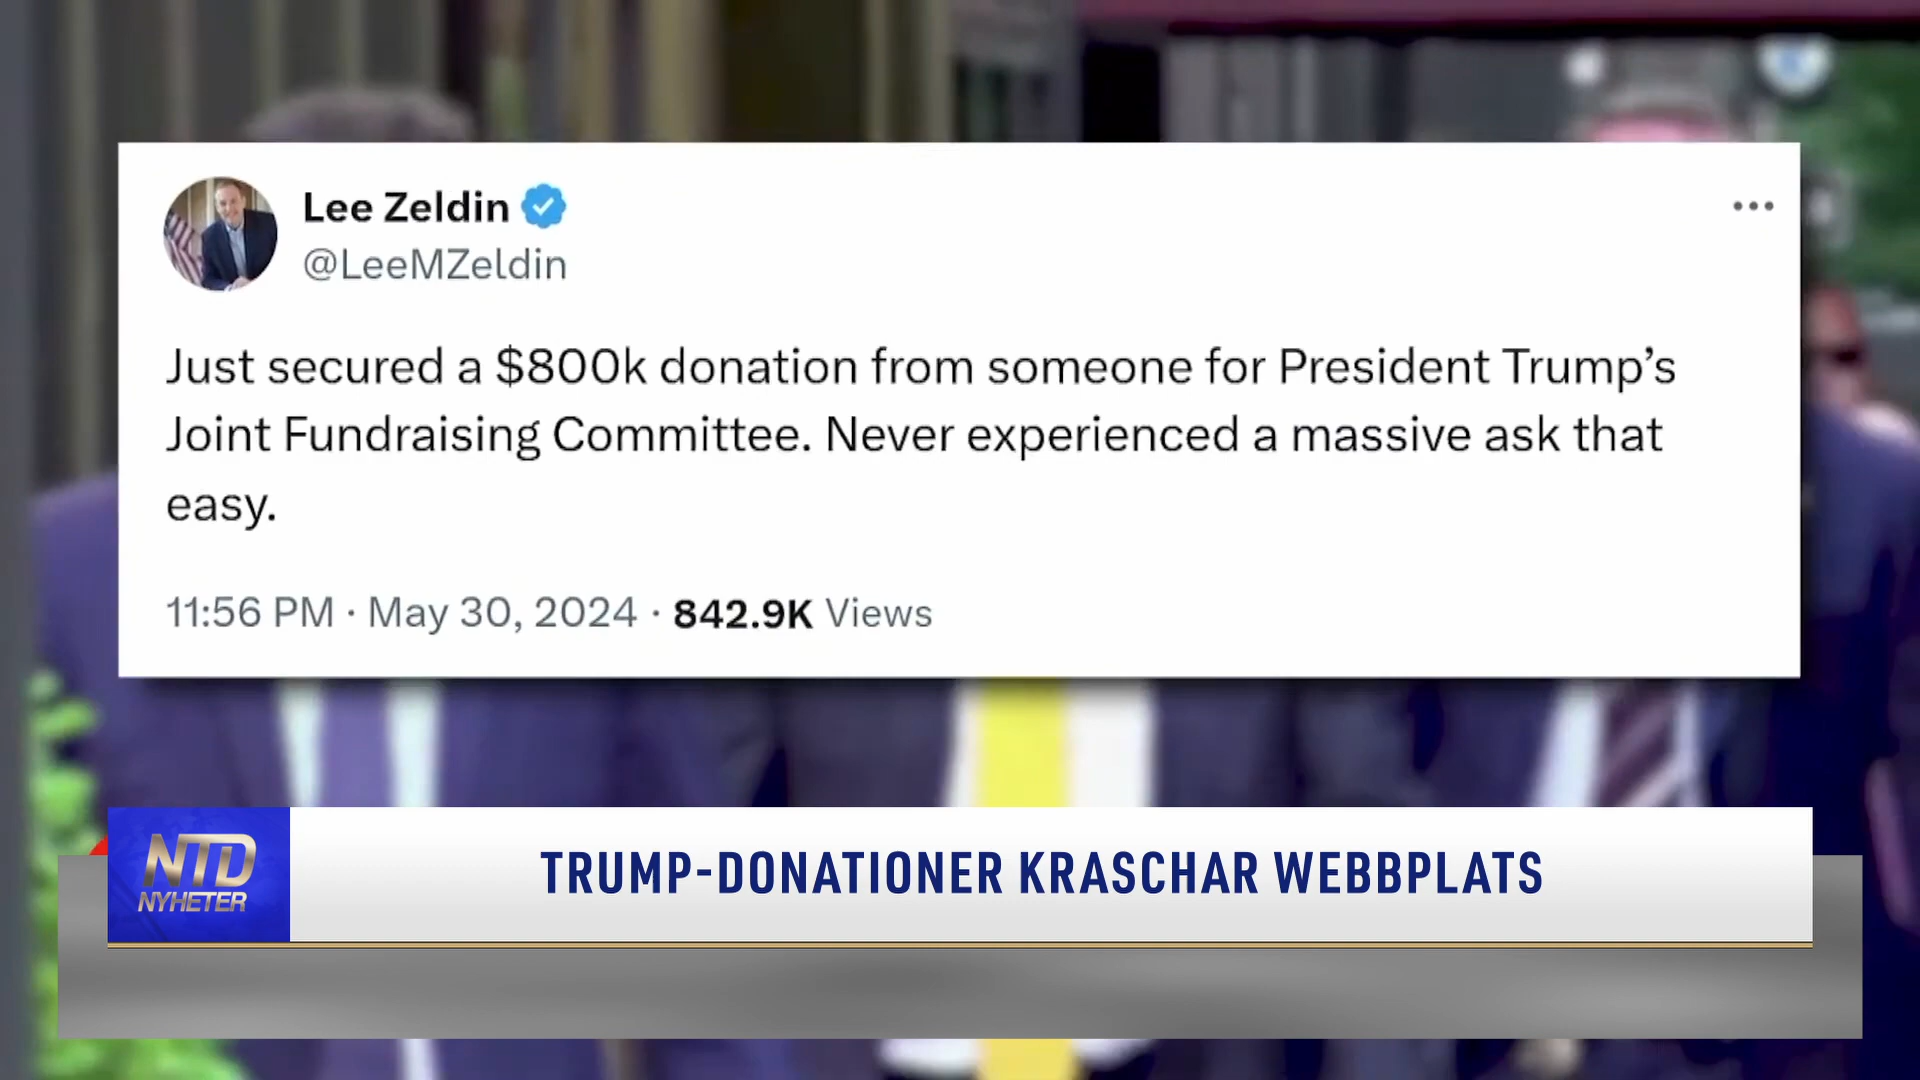 Lee Zeldin
@LeeMZeldin
Just secured a $800k donation from someone for President Trump’s
Joint Fundraising Committee. Never experienced a massive ask that
easy.
11:56 PM · May 30, 2024 · 842.9K Views
NTD
NYHETER
TRUMP-DONATIONER KRASCHAR WEBBPLATS